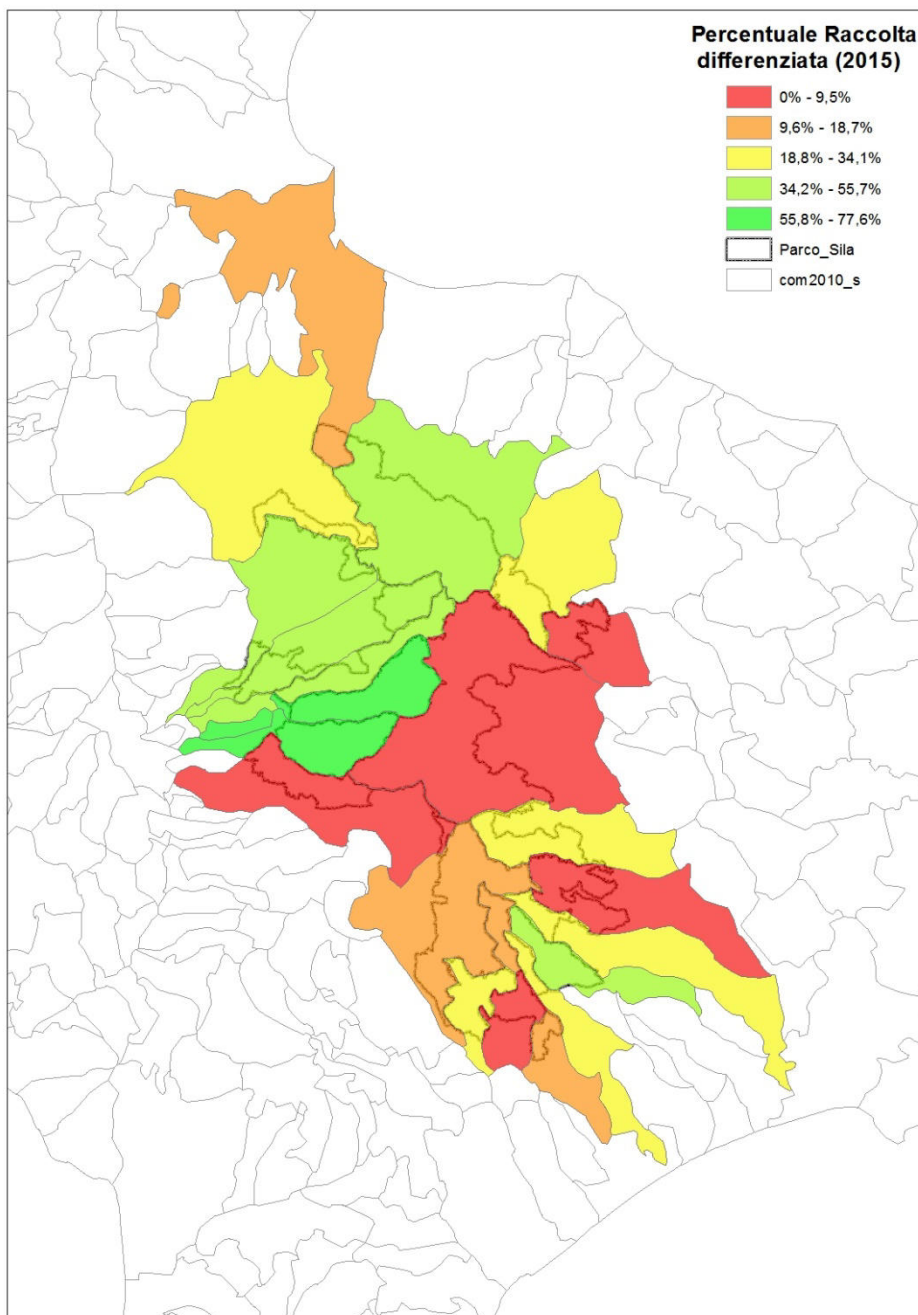 Percentuale Raccolta
differenziata (2015)
0% - 9,5%
9,6% - 18,7%
18,8% - 34,1%
34,2% - 55,7%
55,8% - 77,6%
Parco_Sila
com2010_s